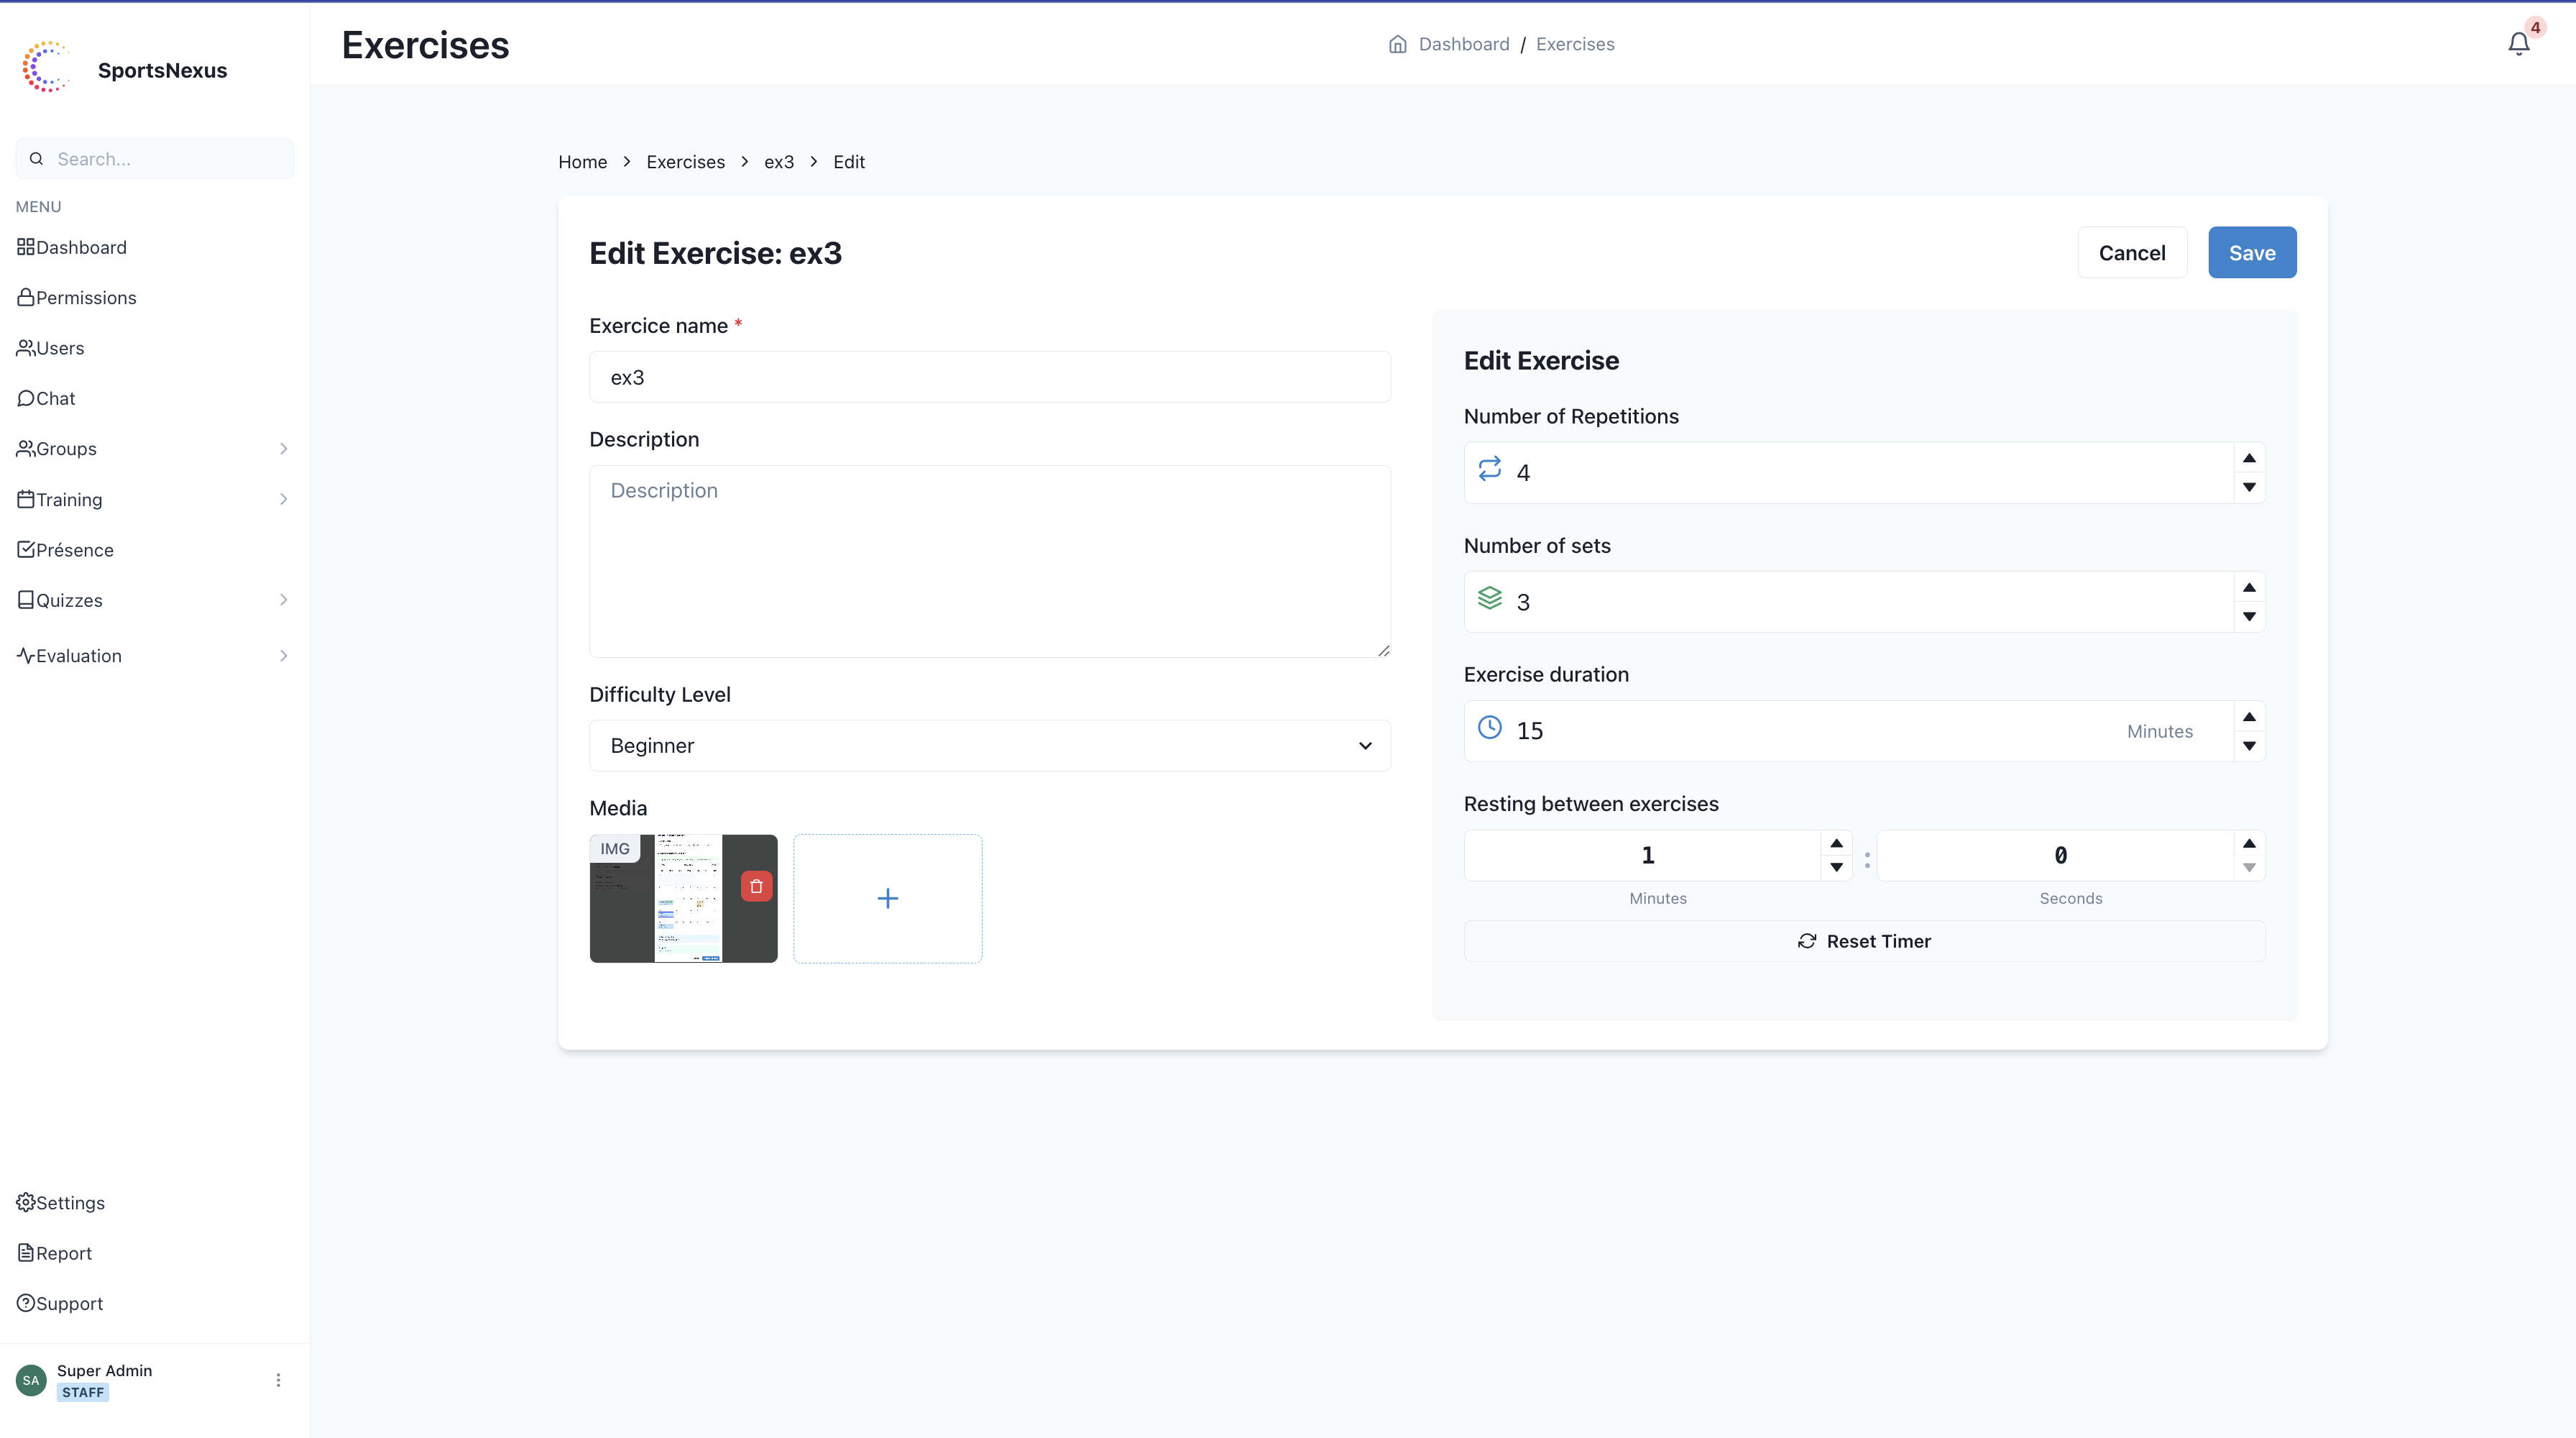 SportsNexus
Search...
MENU
Dashboard
Permissions
Users
Chat
Groups
Training
Présence
Quizzes
Evaluation
Settings
Report
Support
SA
Super Admin
STAFF
Exercises
Dashboard / Exercises
4
Home > Exercises > ex3 > Edit
Edit Exercise: ex3
Cancel
Save
Exercice name *
ex3
Description
Description
Difficulty Level
Beginner
Media
IMG
Edit Exercise
Number of Repetitions
4
Number of sets
3
Exercise duration
15 Minutes
Resting between exercises
1 : 0
Minutes Seconds
Reset Timer